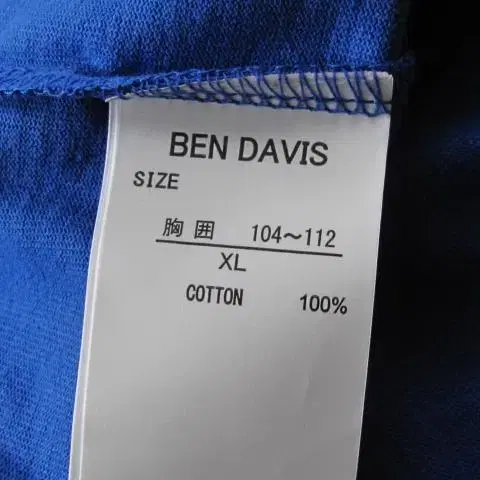 BEN DAVIS
SIZE
胸囲 104～112
XL
COTTON 100%